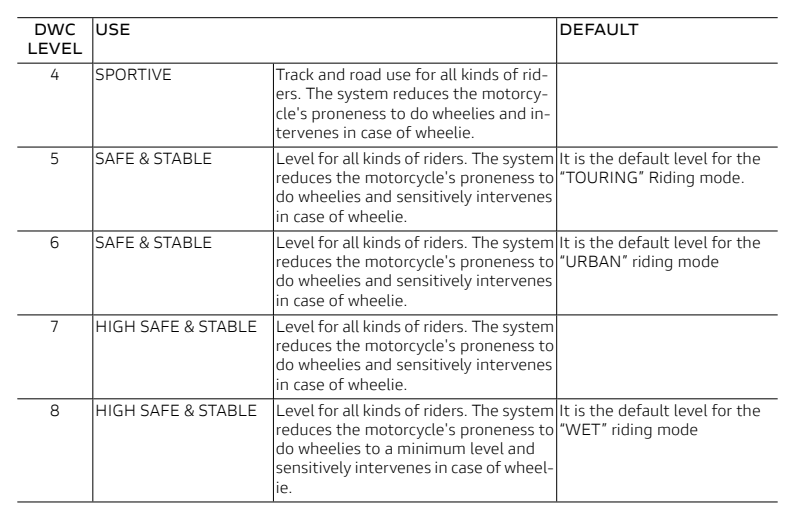 DWC LEVEL USE DEFAULT
4 SPORTIVE Track and road use for all kinds of rid-
ers. The system reduces the motorcy-
cle's proneness to do wheelies and in-
tervenes in case of wheelie.
5 SAFE & STABLE Level for all kinds of riders. The system It is the default level for the
reduces the motorcycle's proneness to "TOURING" Riding mode.
do wheelies and sensitively intervenes
in case of wheelie.
6 SAFE & STABLE Level for all kinds of riders. The system It is the default level for the
reduces the motorcycle's proneness to "URBAN" riding mode
do wheelies and sensitively intervenes
in case of wheelie.
7 HIGH SAFE & STABLE Level for all kinds of riders. The system
reduces the motorcycle's proneness to
do wheelies and sensitively intervenes
in case of wheelie.
8 HIGH SAFE & STABLE Level for all kinds of riders. The system It is the default level for the
reduces the motorcycle's proneness to "WET" riding mode
do wheelies to a minimum level and
sensitively intervenes in case of wheel-
ie.